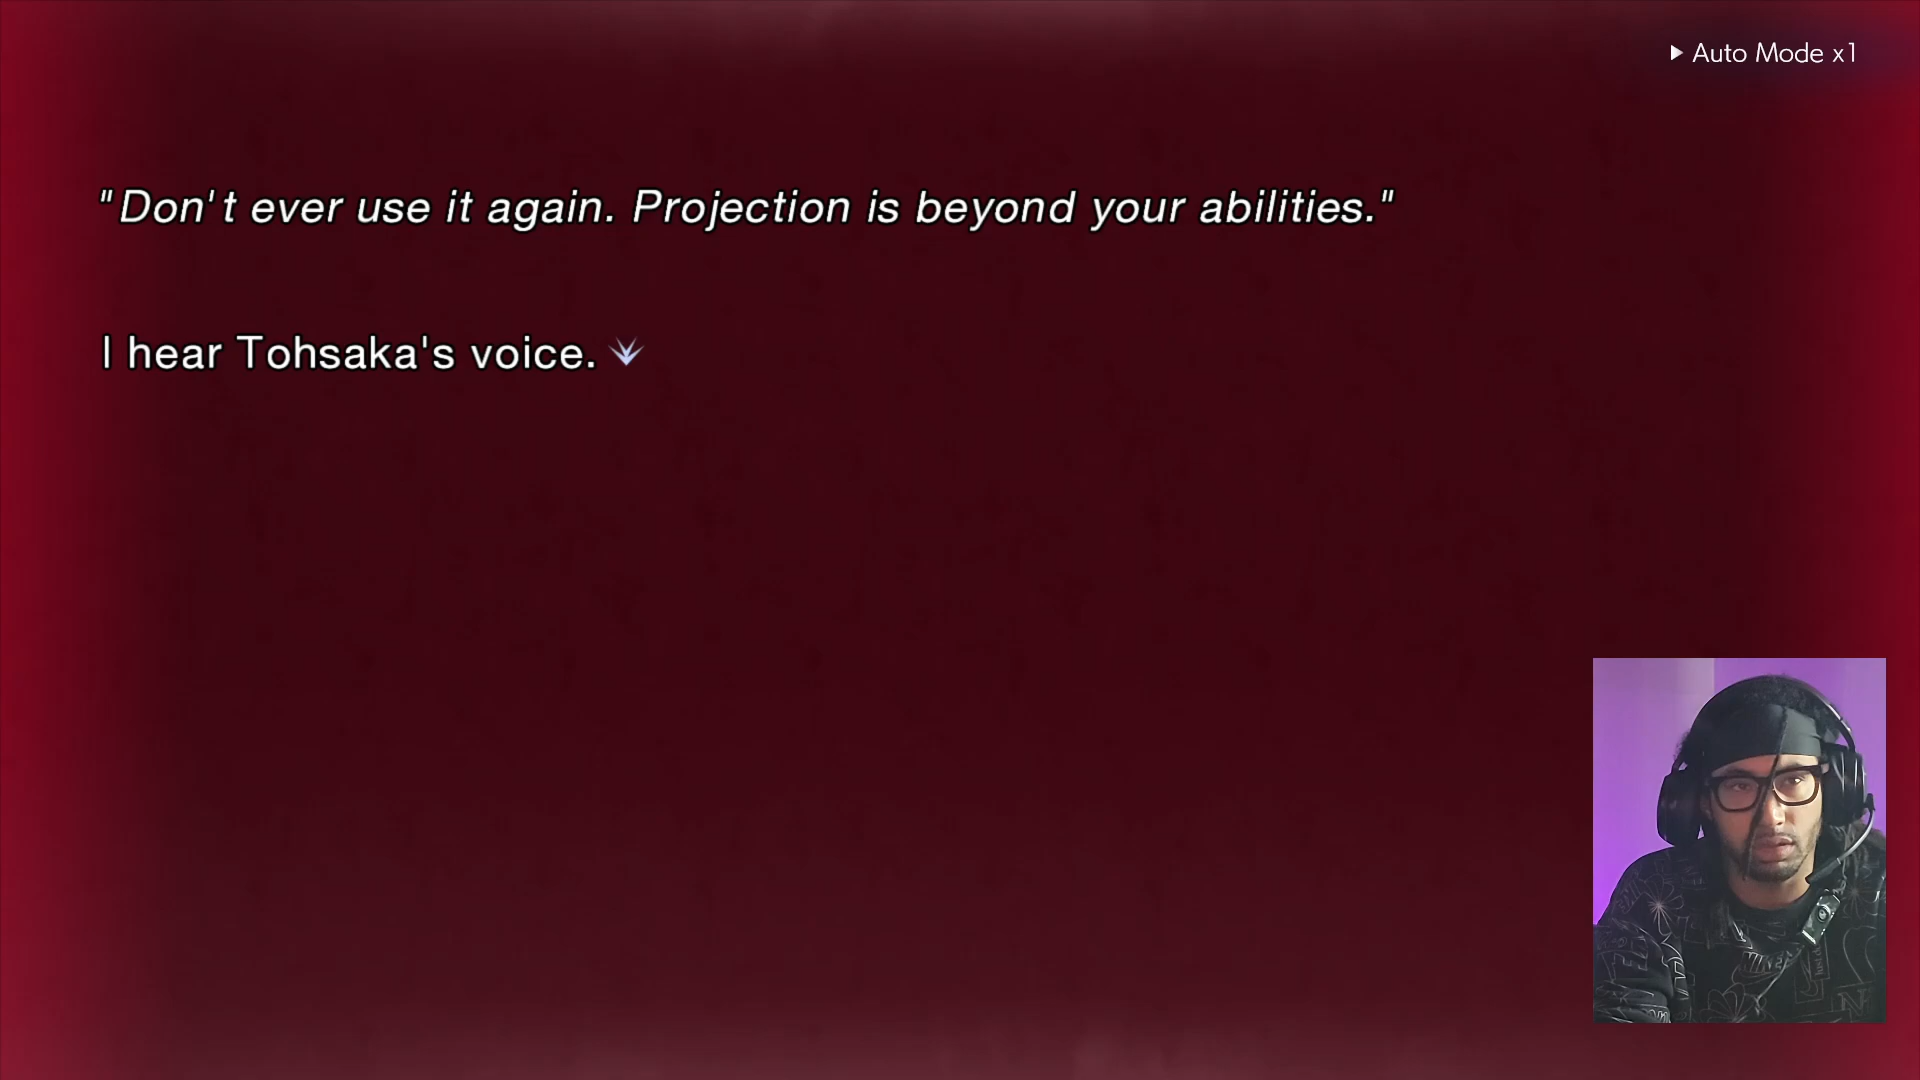 Auto Mode x1
"Don't ever use it again. Projection is beyond your abilities."
I hear Tohsaka's voice.